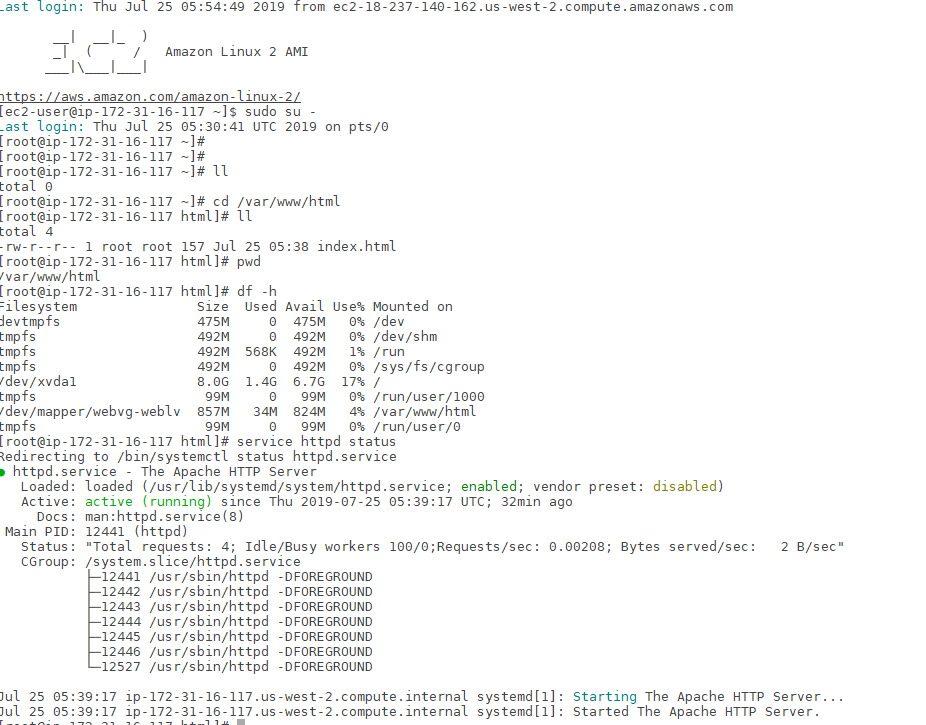 Last login: Thu Jul 25 05:54:49 2019 from ec2-18-237-140-162.us-west-2.compute.amazonaws.com
       __|  __|_  )
       _|  (     /   Amazon Linux 2 AMI
      ___|\___|___|
https://aws.amazon.com/amazon-linux-2/
[ec2-user@ip-172-31-16-117 ~]$ sudo su -
Last login: Thu Jul 25 05:30:41 UTC 2019 on pts/0
[root@ip-172-31-16-117 ~]#
[root@ip-172-31-16-117 ~]#
[root@ip-172-31-16-117 ~]# ll
total 0
[root@ip-172-31-16-117 ~]# cd /var/www/html
[root@ip-172-31-16-117 html]# ll
total 4
-rw-r--r-- 1 root root 157 Jul 25 05:38 index.html
[root@ip-172-31-16-117 html]# pwd
/var/www/html
[root@ip-172-31-16-117 html]# df -h
Filesystem               Size  Used Avail Use% Mounted on
devtmpfs                 475M     0  475M   0% /dev
tmpfs                    492M     0  492M   0% /dev/shm
tmpfs                    492M  568K  492M   1% /run
tmpfs                    492M     0  492M   0% /sys/fs/cgroup
/dev/xvda1               8.0G  1.4G  6.7G  17% /
tmpfs                     99M     0   99M   0% /run/user/1000
/dev/mapper/webvg-weblv  857M   34M  824M   4% /var/www/html
tmpfs                     99M     0   99M   0% /run/user/0
[root@ip-172-31-16-117 html]# service httpd status
Redirecting to /bin/systemctl status httpd.service
● httpd.service - The Apache HTTP Server
   Loaded: loaded (/usr/lib/systemd/system/httpd.service; enabled; vendor preset: disabled)
   Active: active (running) since Thu 2019-07-25 05:39:17 UTC; 32min ago
     Docs: man:httpd.service(8)
 Main PID: 12441 (httpd)
   Status: "Total requests: 4; Idle/Busy workers 100/0;Requests/sec: 0.00208; Bytes served/sec:   2 B/sec"
   CGroup: /system.slice/httpd.service
           ├─12441 /usr/sbin/httpd -DFOREGROUND
           ├─12442 /usr/sbin/httpd -DFOREGROUND
           ├─12443 /usr/sbin/httpd -DFOREGROUND
           ├─12444 /usr/sbin/httpd -DFOREGROUND
           ├─12445 /usr/sbin/httpd -DFOREGROUND
           ├─12446 /usr/sbin/httpd -DFOREGROUND
           └─12527 /usr/sbin/httpd -DFOREGROUND
Jul 25 05:39:17 ip-172-31-16-117.us-west-2.compute.internal systemd[1]: Starting The Apache HTTP Server...
Jul 25 05:39:17 ip-172-31-16-117.us-west-2.compute.internal systemd[1]: Started The Apache HTTP Server.
[root@ip-172-31-16-117 html]#